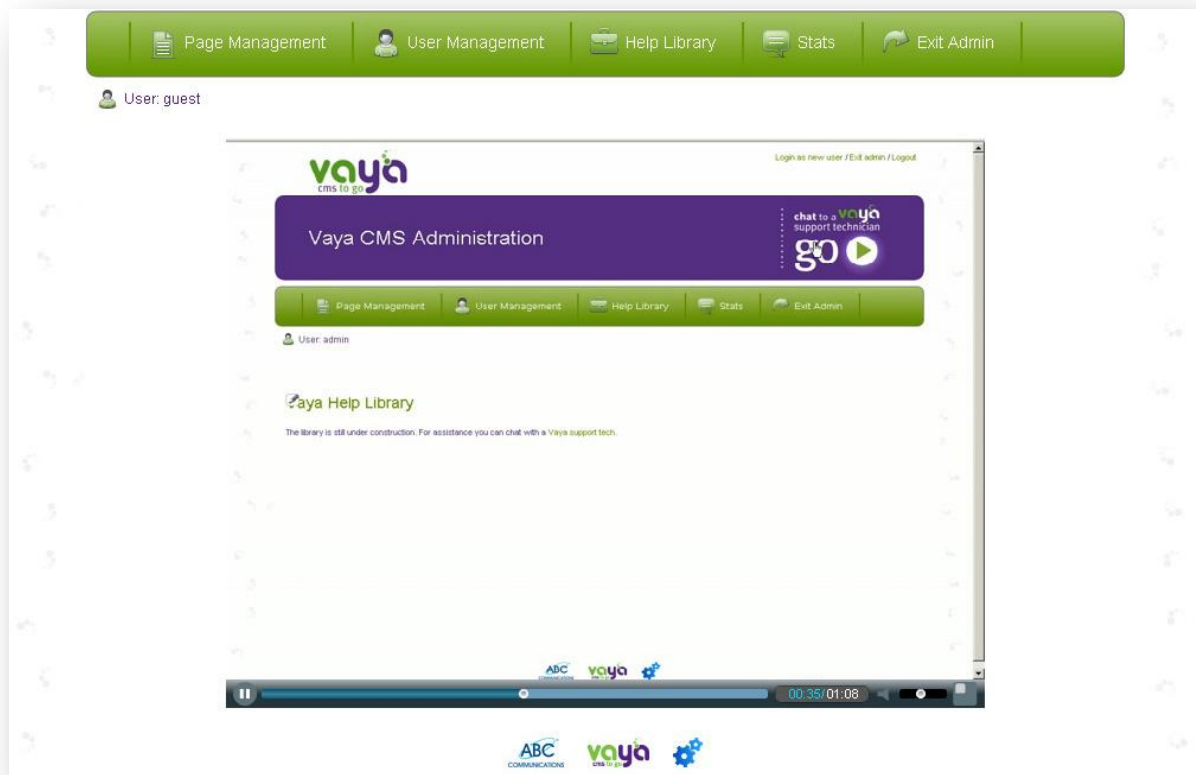 Page Management User Management Help Library Stats Exit Admin
User: guest
vaya
cms to go
Login as new user / Exit admin / Logout
Vaya CMS Administration
chat to a vaya
support technician
go
Page Management User Management Help Library Stats Exit Admin
User: admin
aya Help Library
The library is still under construction. For assistance you can chat with a Vaya support tech.
ABC
COMMUNICATIONS
vaya
00:35/01:08
ABC
COMMUNICATIONS
vaya
cms to go